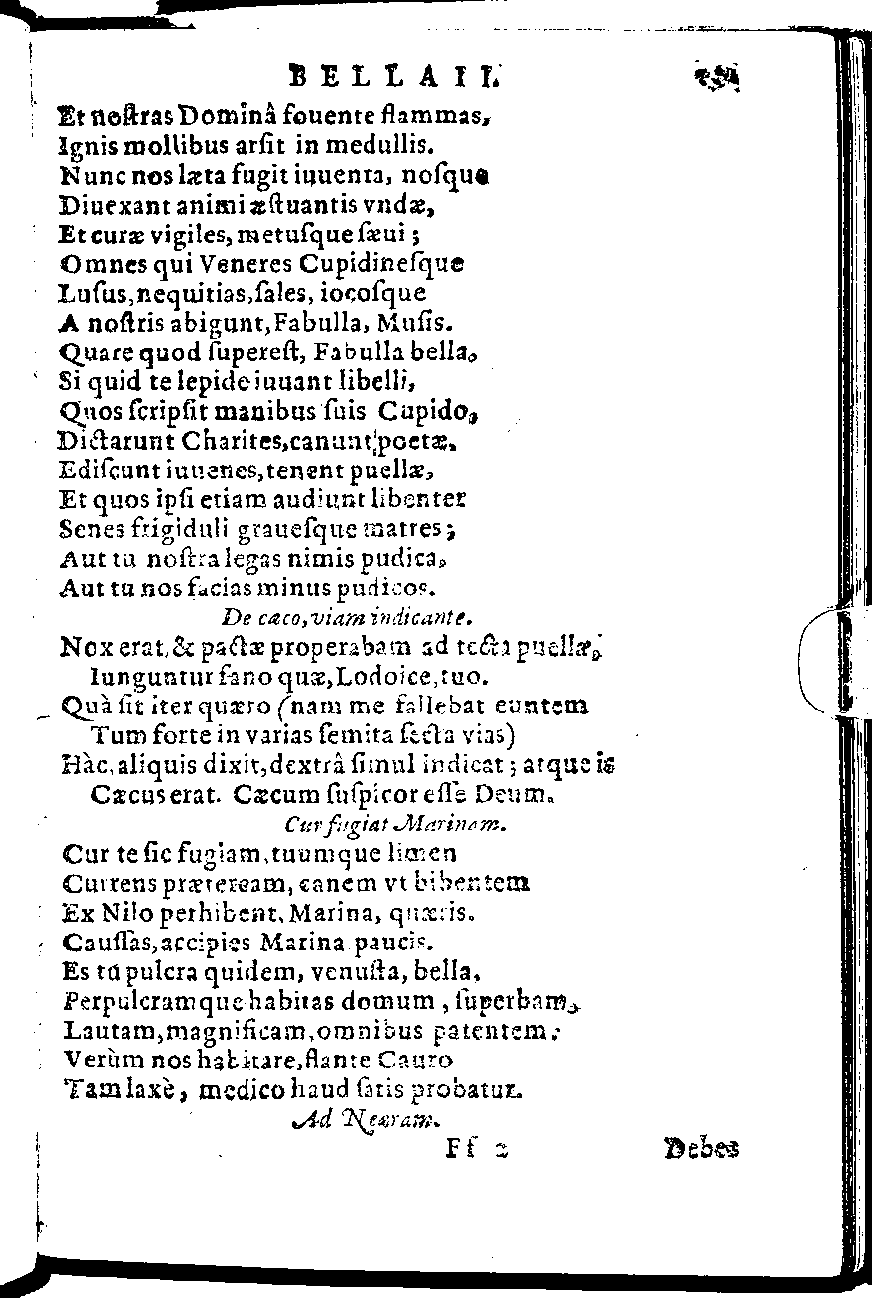 BELLAII.
Et noſtras Dominâ fouente flammas,
Ignis mollibus arſit in medullis.
Nunc nos læta fugit iuuenta, noſque
Diuexant animi æſtuantis vndæ,
Et curæ vigiles, metuſque ſæui;
Omnes qui Veneres Cupidineſque
Luſus, nequitias, ſales, iocoſque
A noſtris abigunt, Fabulla, Muſis.
Quare quod ſupereſt, Fabulla bella,
Si quid te lepide iuuant libelli,
Quos ſcripſit manibus ſuis Cupido,
Dictarunt Charites, canunt poetæ,
Ediſcunt iuuenes, tenent puellæ,
Et quos ipſi etiam audiunt libenter
Senes frigiduli graueſque matres;
Aut tu noſtra legas nimis pudica,
Aut tu nos facias minus pudicos.
De cæco, viam indicante.
Nox erat, & pactæ properabam ad tecta puellæ,
Iunguntur fano quæ, Lodoice, tuo.
Quà ſit iter quæro (nam me fallebat euntem
Tum forte in varias ſemita ſecta vias)
Hàc, aliquis dixit, dextrâ ſimul indicat; atque is
Cæcus erat. Cæcum ſuſpicor eſſe Deum.
Cur fugiat Marinam.
Cur te ſic fugiam, tuumque limen
Currens prætereram, canem vt bibentem
Ex Nilo perhibent, Marina, quæris.
Cauſſas, accipies Marina paucis.
Es tu pulcra quidem, venuſta, bella,
Perpulcramque habitas domum, ſuperbam,
Lautam, magnificam, omnibus patentem:
Verùm nos habitare, flante Cauro
Tam laxè, medico haud ſatis probatur.
Ad Neæram.
Ff 2 Debes